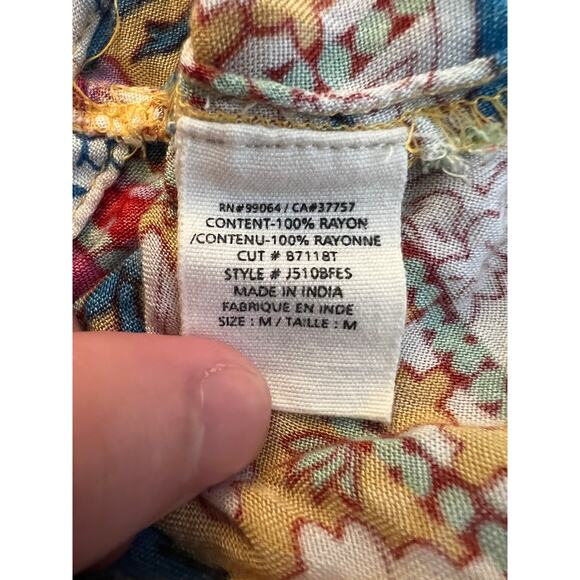 RN#99064 / CA#37757
CONTENT-100% RAYON
/CONTENU-100% RAYONNE
CUT # 87118T
STYLE # J510BFES
MADE IN INDIA
FABRIQUE EN INDE
SIZE : M / TAILLE : M